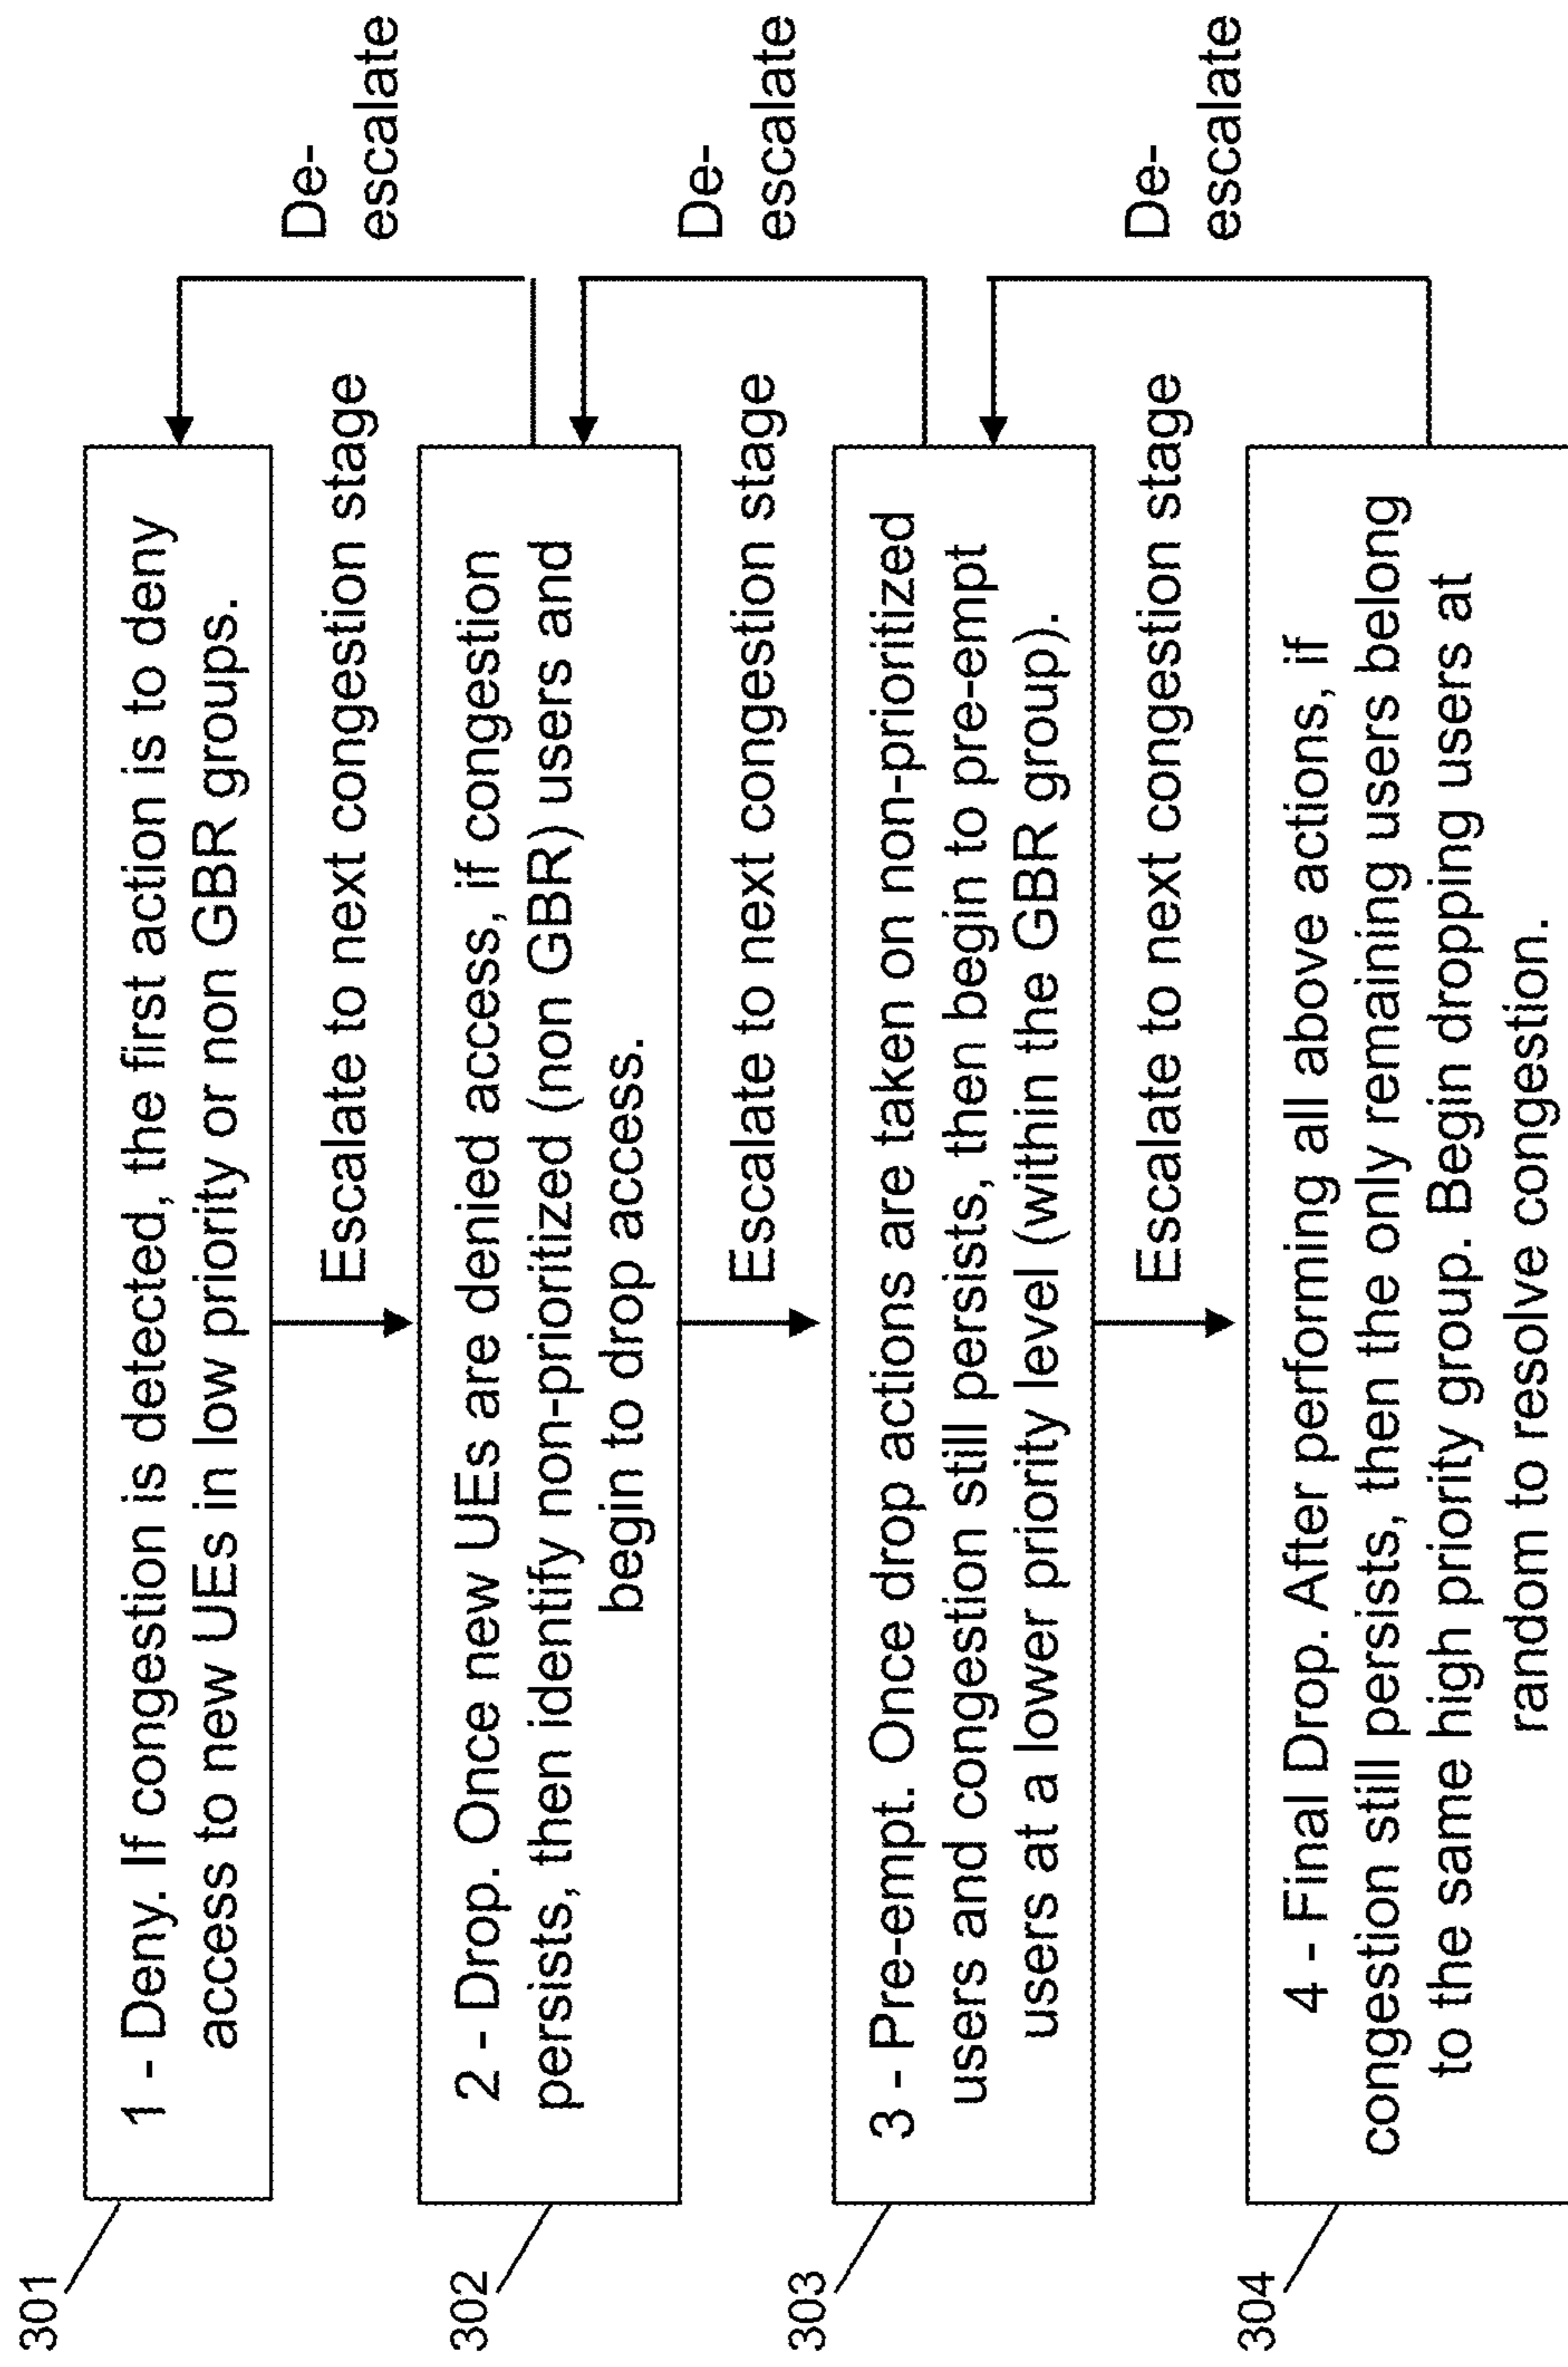 301
1 - Deny. If congestion is detected, the first action is to deny
access to new UEs in low priority or non GBR groups.
Escalate to next congestion stage
De-
escalate
302
2 - Drop. Once new UEs are denied access, if congestion
persists, then identify non-prioritized (non GBR) users and
begin to drop access.
Escalate to next congestion stage
De-
escalate
303
3 - Pre-empt. Once drop actions are taken on non-prioritized
users and congestion still persists, then begin to pre-empt
users at a lower priority level (within the GBR group).
Escalate to next congestion stage
De-
escalate
304
4 - Final Drop. After performing all above actions, if
congestion still persists, then the only remaining users belong
to the same high priority group. Begin dropping users at
random to resolve congestion.